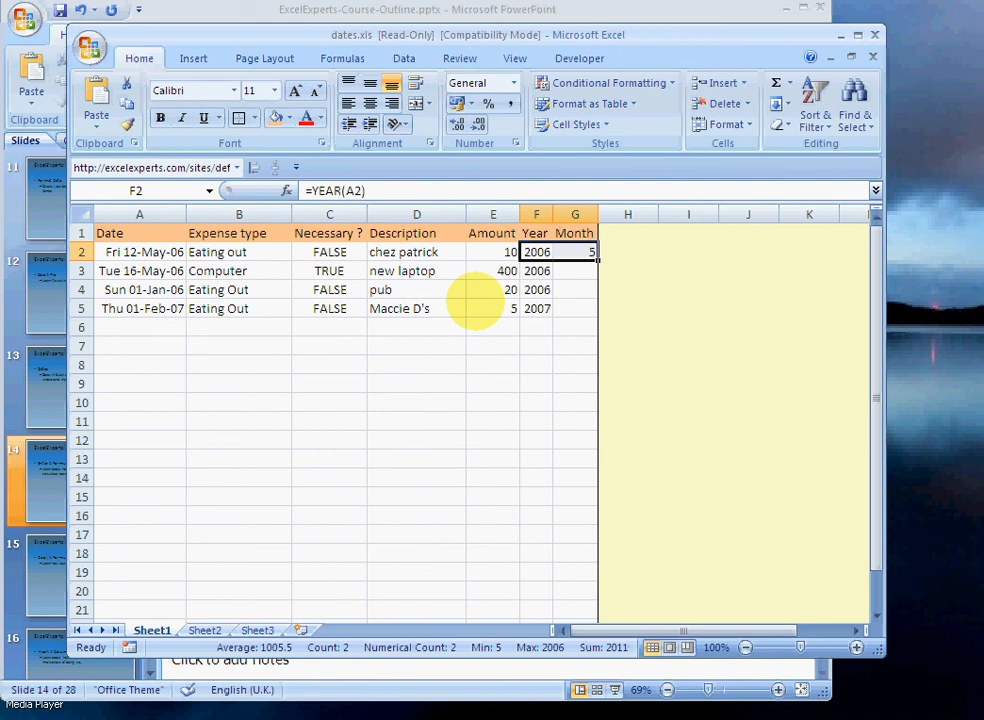 ExcelExperts-Course-Outline.pptx - Microsoft PowerPoint
dates.xls [Read-Only] [Compatibility Mode] - Microsoft Excel
Home Insert Page Layout Formulas Data Review View Developer
Paste
Clipboard
Slides
Paste
Clipboard
Calibri 11
B I U A
Font
Alignment
General
% ,
Number
Conditional Formatting
Format as Table
Cell Styles
Styles
Insert
Delete
Format
Cells
Σ
Sort & Filter
Find & Select
Editing
http://excelexperts.com/sites/def
F2 fx =YEAR(A2)
A B C D E F G H I J K
1 Date Expense type Necessary ? Description Amount Year Month
2 Fri 12-May-06 Eating out FALSE chez patrick 10 2006 5
3 Tue 16-May-06 Computer TRUE new laptop 400 2006
4 Sun 01-Jan-06 Eating Out FALSE pub 20 2006
5 Thu 01-Feb-07 Eating Out FALSE Maccie D's 5 2007
6
7
8
9
10
11
12
13
14
15
16
17
18
19
20
21
11
12
13
14
15
16
Sheet1 Sheet2 Sheet3
Ready Average: 1005.5 Count: 2 Numerical Count: 2 Min: 5 Max: 2006 Sum: 2011 100%
Click to add notes
Slide 14 of 28 "Office Theme" English (U.K.) 69%
Media Player